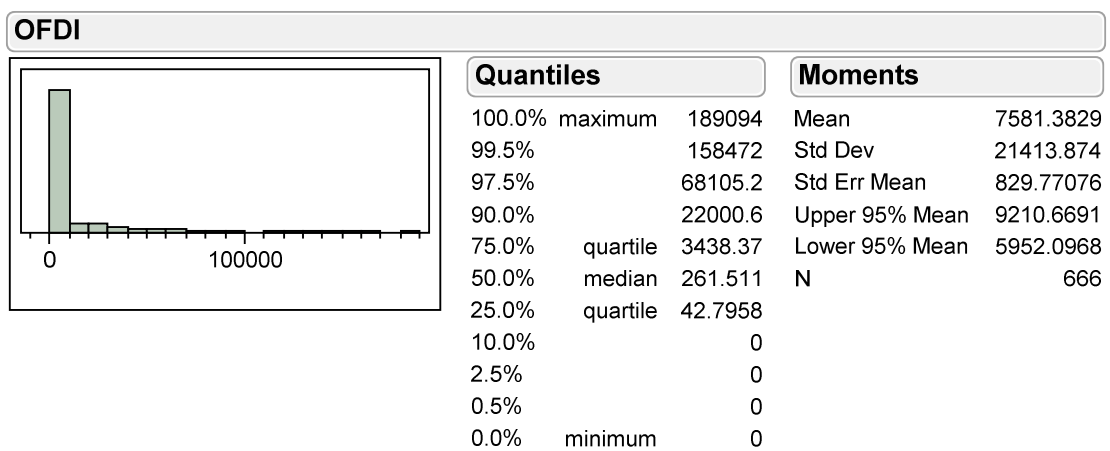 OFDI
0 100000
Quantiles
100.0% maximum 189094
99.5% 158472
97.5% 68105.2
90.0% 22000.6
75.0% quartile 3438.37
50.0% median 261.511
25.0% quartile 42.7958
10.0% 0
2.5% 0
0.5% 0
0.0% minimum 0
Moments
Mean 7581.3829
Std Dev 21413.874
Std Err Mean 829.77076
Upper 95% Mean 9210.6691
Lower 95% Mean 5952.0968
N 666